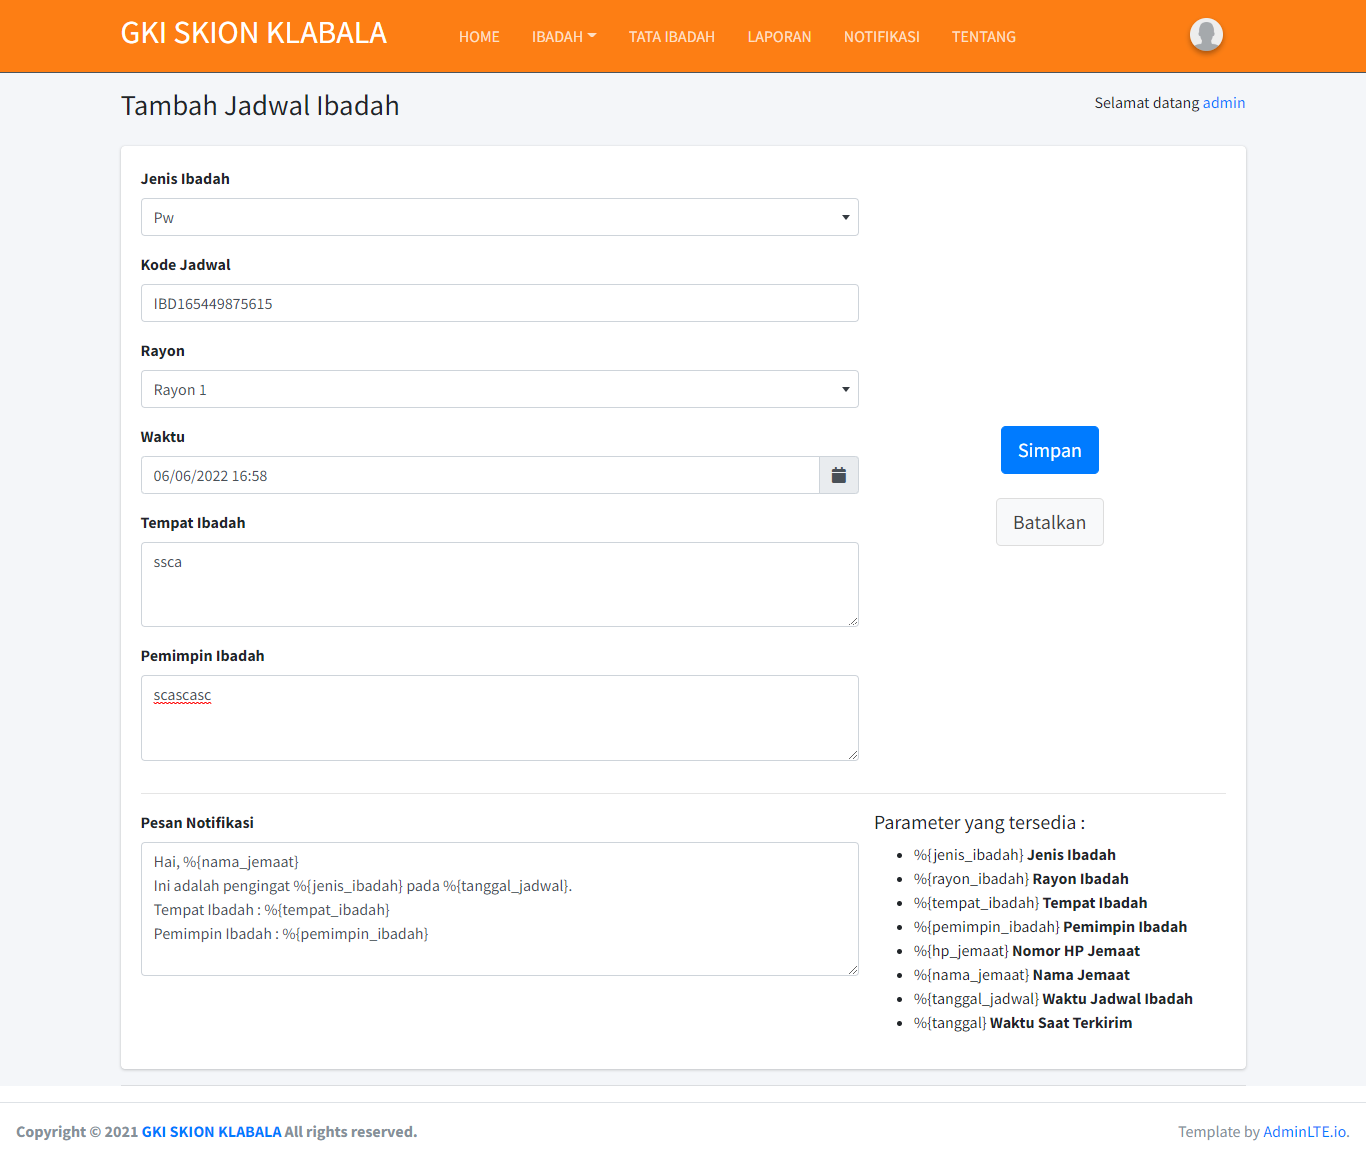 GKI SKION KLABALA
HOME IBADAH TATA IBADAH LAPORAN NOTIFIKASI TENTANG
Tambah Jadwal Ibadah
Selamat datang admin
Jenis Ibadah
Pw
Kode Jadwal
IBD165449875615
Rayon
Rayon 1
Waktu
06/06/2022 16:58
Tempat Ibadah
ssca
Pemimpin Ibadah
scascasc
Simpan
Batalkan
Pesan Notifikasi
Hai, %{nama_jemaat}
Ini adalah pengingat %{jenis_ibadah} pada %{tanggal_jadwal}.
Tempat Ibadah : %{tempat_ibadah}
Pemimpin Ibadah : %{pemimpin_ibadah}
Parameter yang tersedia :
%{jenis_ibadah} Jenis Ibadah
%{rayon_ibadah} Rayon Ibadah
%{tempat_ibadah} Tempat Ibadah
%{pemimpin_ibadah} Pemimpin Ibadah
%{hp_jemaat} Nomor HP Jemaat
%{nama_jemaat} Nama Jemaat
%{tanggal_jadwal} Waktu Jadwal Ibadah
%{tanggal} Waktu Saat Terkirim
Copyright © 2021 GKI SKION KLABALA All rights reserved.
Template by AdminLTE.io.